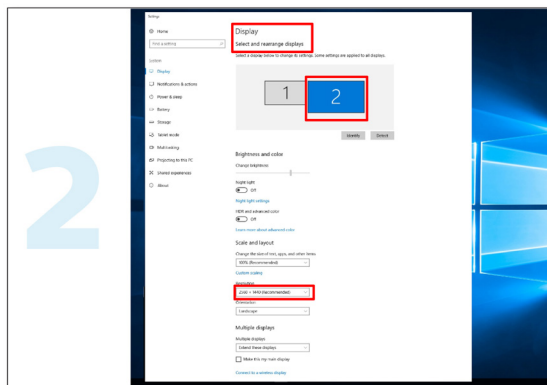 Settings
Home
Find a setting
SYSTEM
Display
Notifications & actions
Power & sleep
Battery
Storage
Tablet mode
Multitasking
Projecting to this PC
Shared experiences
About
2
Display
Select and rearrange displays
Select a display below to change its settings. Some settings are applied to all displays.
1
2
Identify
Detect
Brightness and color
Change brightness
Night light
Off
Night light settings
HDR and advanced color
Off
Learn more about advanced color
Scale and layout
Change the size of text, apps, and other items
100% (Recommended)
Custom scaling
Resolution
2560 × 1440 (Recommended)
Orientation
Landscape
Multiple displays
Multiple displays
Extend these displays
Make this my main display
Connect to a wireless display